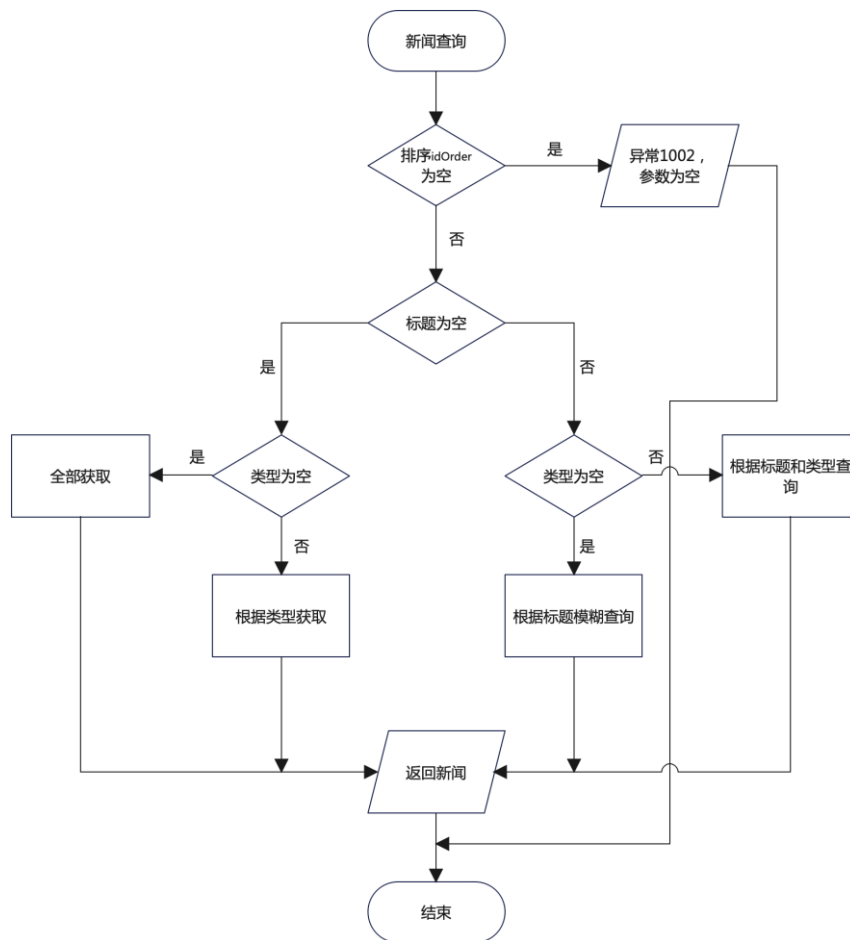 新闻查询
排序idOrder
为空
是
异常1002，
参数为空
否
标题为空
是
否
全部获取
是
类型为空
类型为空
否
根据标题和类型查
询
否
是
根据类型获取
根据标题模糊查询
返回新闻
结束